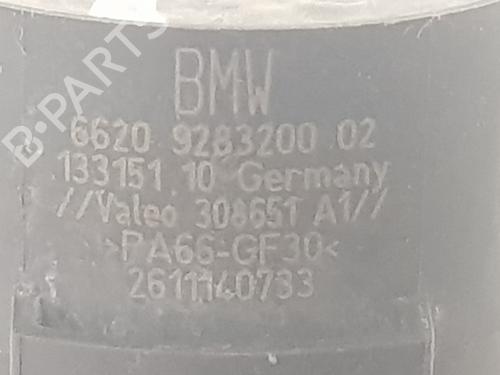 B-PARTS
BMW
6620 9283200 02
133151 10 Germany
//Valeo 308651 A1//
>PA66-GF30<
2611140733